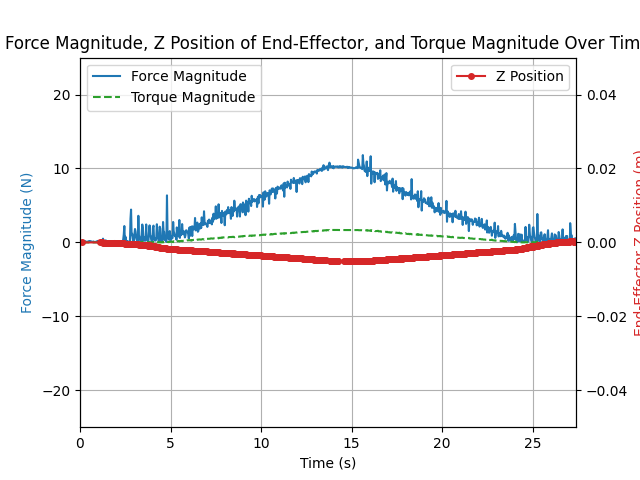 Force Magnitude, Z Position of End-Effector, and Torque Magnitude Over Tim
Force Magnitude
Torque Magnitude
Z Position
20
10
0
−10
−20
0.04
0.02
0.00
−0.02
−0.04
Force Magnitude (N)
End-Effector Z Position (m)
0 5 10 15 20 25
Time (s)